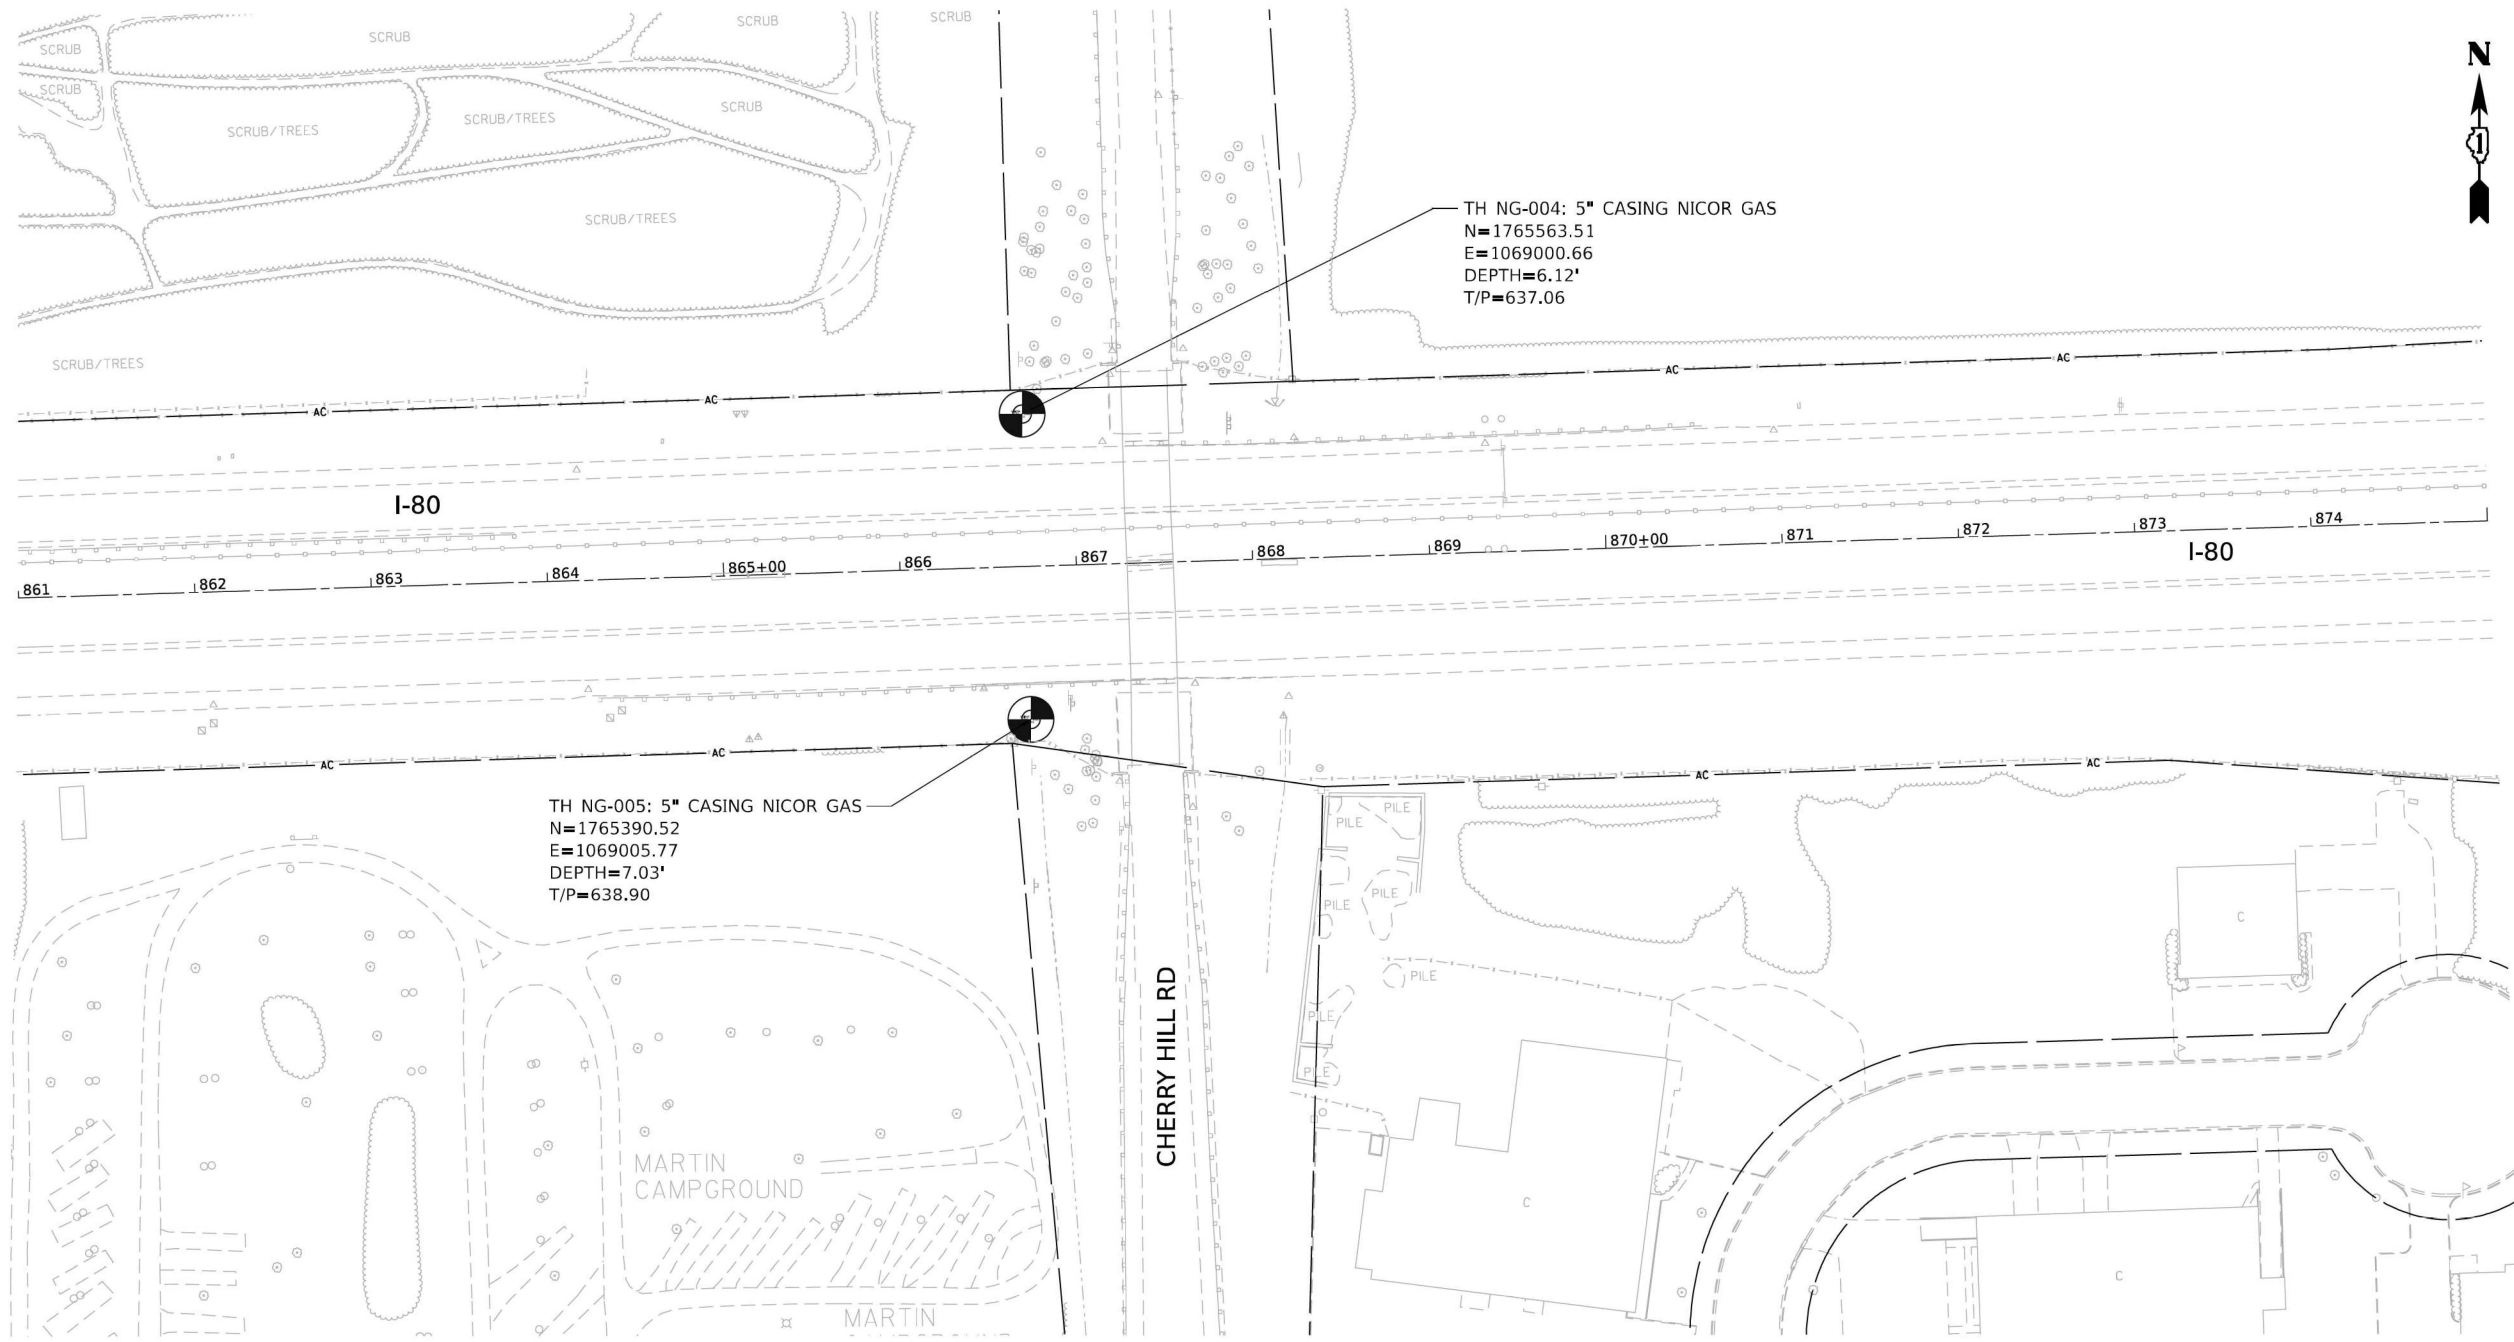 SCRUB
SCRUB
SCRUB
SCRUB
N
SCRUB
SCRUB
SCRUB/TREES
SCRUB/TREES
1
SCRUB/TREES
TH NG-004: 5" CASING NICOR GAS
N=1765563.51
E=1069000.66
DEPTH=6.12'
T/P=637.06
SCRUB/TREES
AC
AC
AC
AC
I-80
861
862
863
864
865+00
866
867
868
869
870+00
871
872
873
874
I-80
AC
AC
AC
AC
TH NG-005: 5" CASING NICOR GAS
N=1765390.52
E=1069005.77
DEPTH=7.03'
T/P=638.90
PILE
PILE
PILE
PILE
PILE
PILE
PILE
C
CHERRY HILL RD
MARTIN
CAMPGROUND
C
C
MARTIN